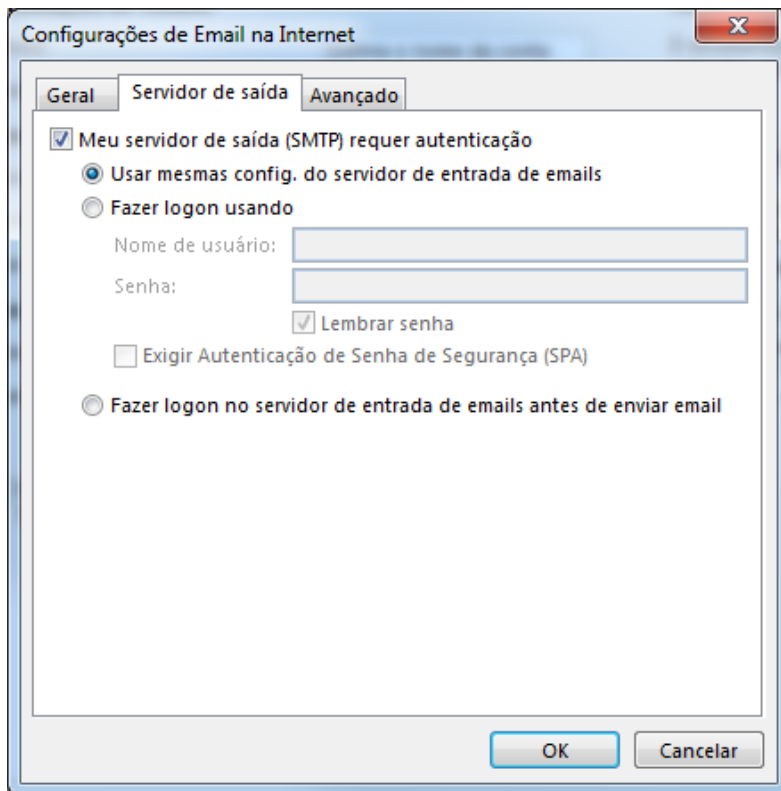 Configurações de Email na Internet
Geral
Servidor de saída
Avançado
Meu servidor de saída (SMTP) requer autenticação
Usar mesmas config. do servidor de entrada de emails
Fazer logon usando
Nome de usuário:
Senha:
Lembrar senha
Exigir Autenticação de Senha de Segurança (SPA)
Fazer logon no servidor de entrada de emails antes de enviar email
OK
Cancelar